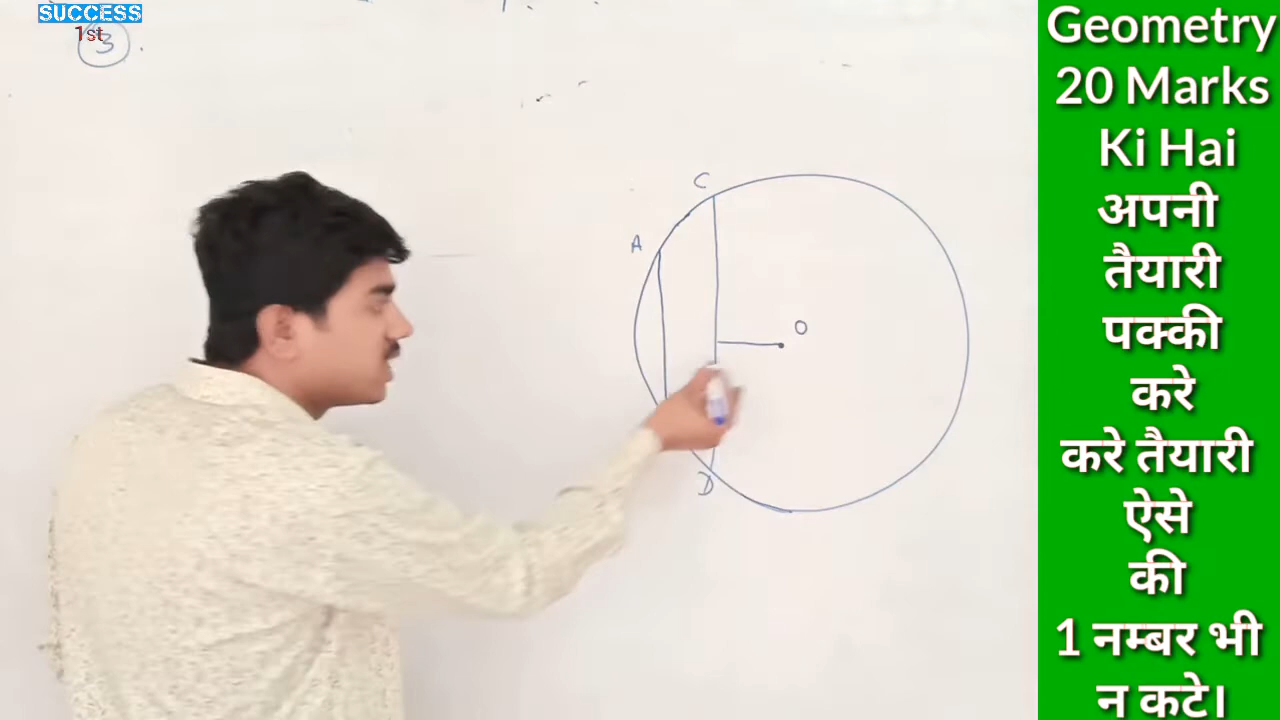 SUCCESS
1st
3
C
A
O
D
Geometry
20 Marks
Ki Hai
अपनी
तैयारी
पक्की
करे
करे तैयारी
ऐसे
की
1 नम्बर भी
न कटे।